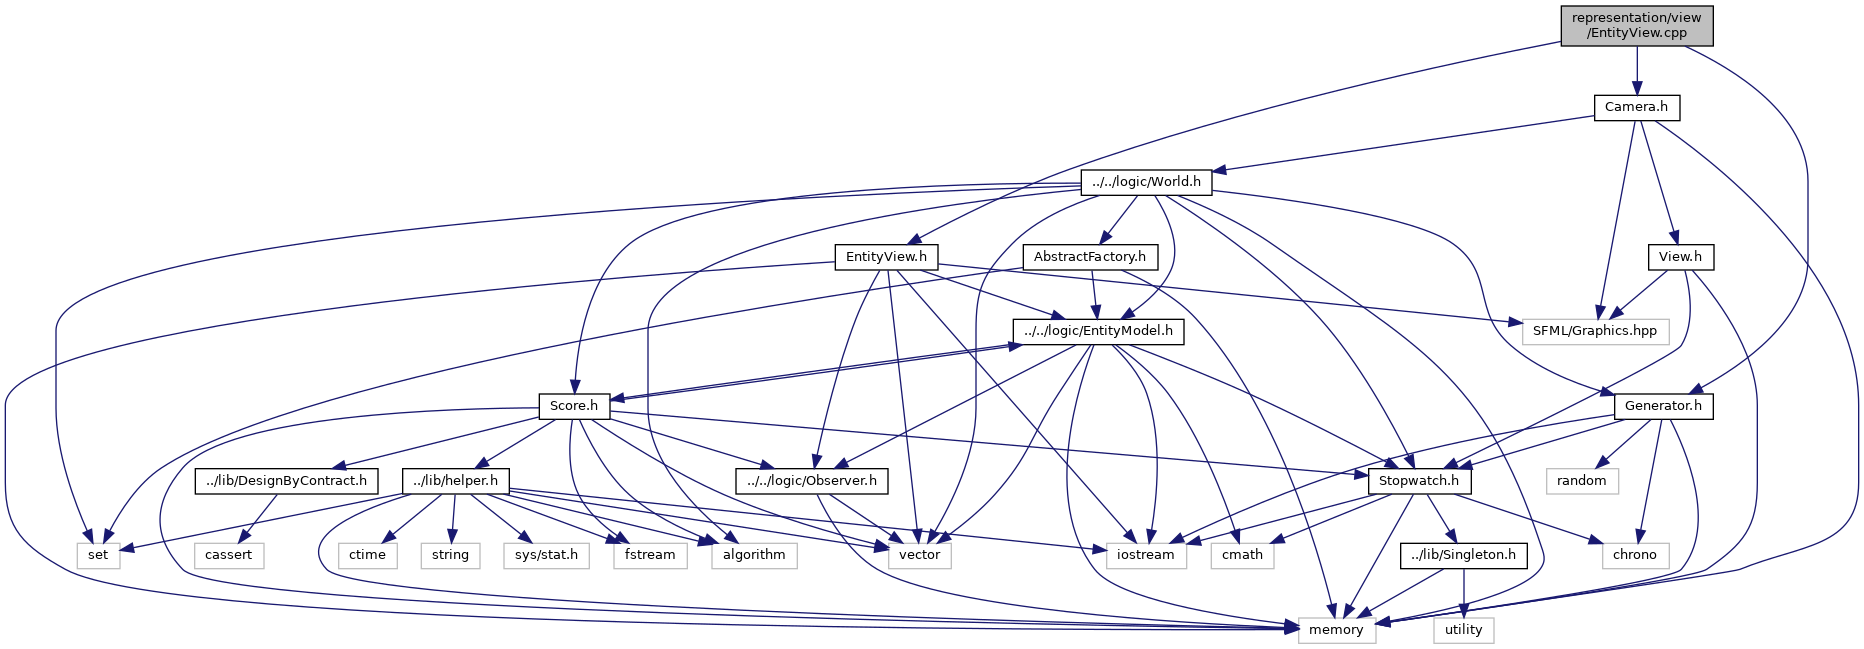 representation/view
/EntityView.cpp
Camera.h
../../logic/World.h
EntityView.h
AbstractFactory.h
View.h
../../logic/EntityModel.h
SFML/Graphics.hpp
Score.h
Generator.h
../lib/DesignByContract.h
../lib/helper.h
../../logic/Observer.h
Stopwatch.h
random
set
cassert
ctime
string
sys/stat.h
fstream
algorithm
vector
iostream
cmath
../lib/Singleton.h
chrono
memory
utility